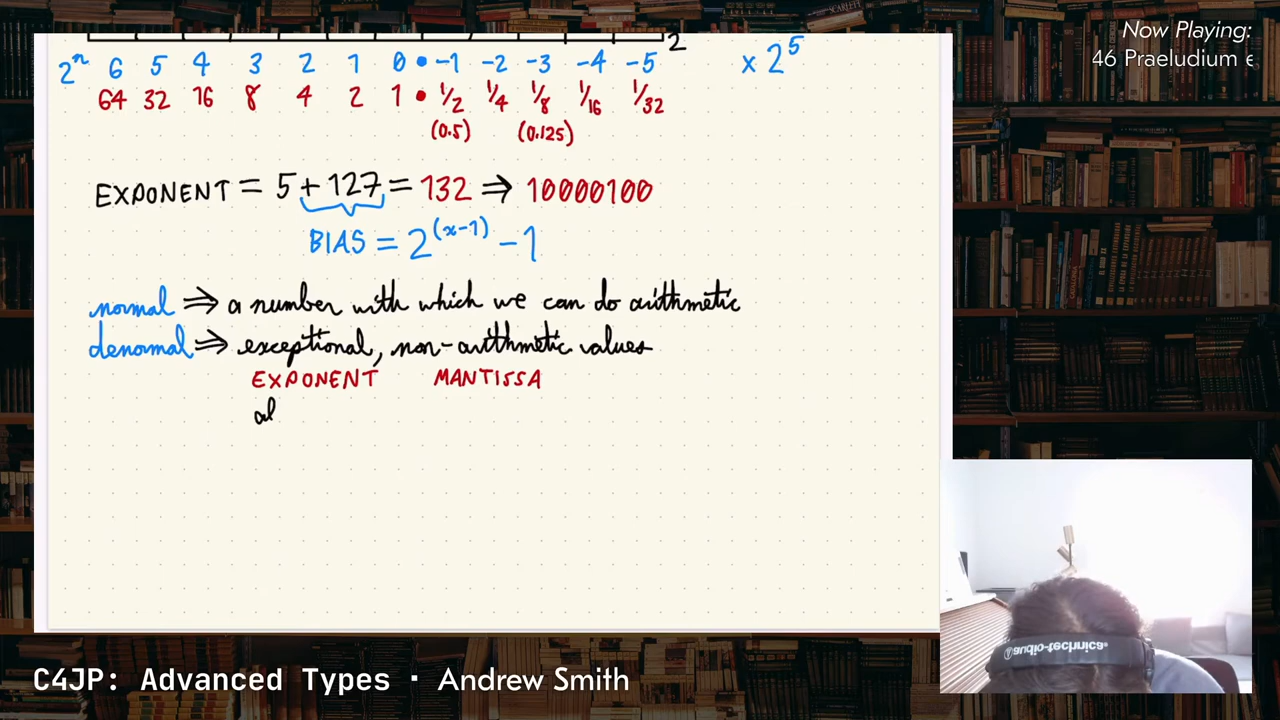 Now Playing:
46 Praeludium e
2
x 2⁵
2ⁿ 6 5 4 3 2 1 0 • -1 -2 -3 -4 -5
64 32 16 8 4 2 1 • 1/2 1/4 1/8 1/16 1/32
(0.5) (0.125)
EXPONENT = 5 + 127 = 132 ⇒ 10000100
BIAS = 2^(x-1) - 1
normal ⇒ a number with which we can do arithmetic
denormal ⇒ exceptional, non-arithmetic values
EXPONENT MANTISSA
al
audio-technica
C4JP: Advanced Types · Andrew Smith